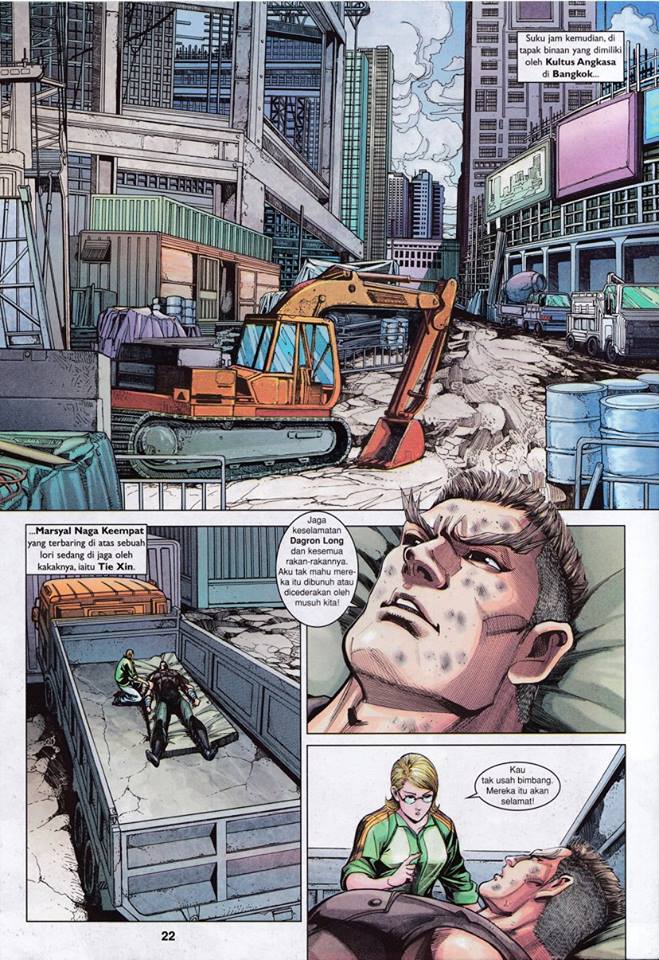 Suku jam kemudian, di
tapak binaan yang dimiliki
oleh Kultus Angkasa
di Bangkok...
...Marsyal Naga Keempat
yang terbaring di atas sebuah
lori sedang di jaga oleh
kakaknya, iaitu Tie Xin.
Jaga
keselamatan
Dagron Long
dan kesemua
rakan-rakannya.
Aku tak mahu mere-
ka itu dibunuh atau
dicederakan oleh
musuh kita!
Kau
tak usah bimbang.
Mereka itu akan
selamat!
22